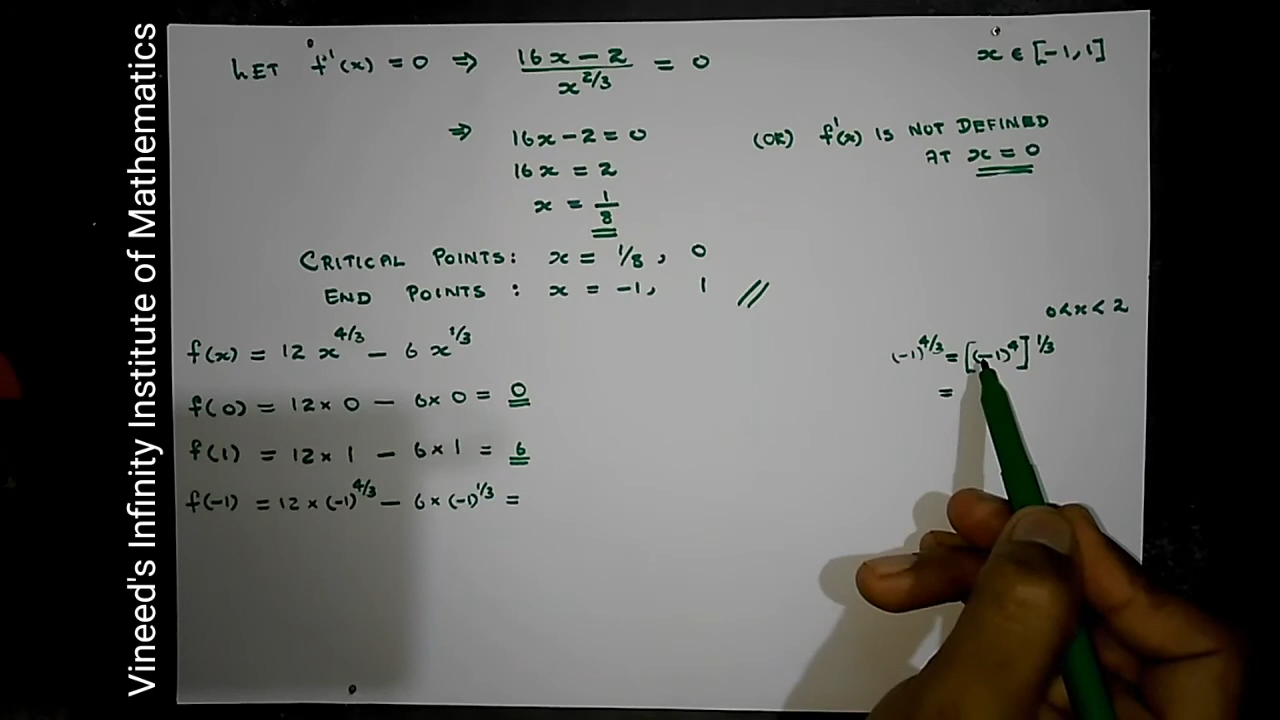 Vineed's Infinity Institute of Mathematics
LET f'(x) = 0 ⇒ (16x - 2)/x^(2/3) = 0
x ∈ [-1, 1]
⇒ 16x - 2 = 0
(OR) f'(x) IS NOT DEFINED
AT x = 0
16x = 2
x = 1/8
CRITICAL POINTS: x = 1/8, 0
END POINTS : x = -1, 1 //
0 < x < 2
f(x) = 12 x^(4/3) - 6 x^(1/3)
(-1)^(4/3) = [(-1)^4]^(1/3)
=
f(0) = 12 × 0 - 6 × 0 = 0
f(1) = 12 × 1 - 6 × 1 = 6
f(-1) = 12 × (-1)^(4/3) - 6 × (-1)^(1/3) =